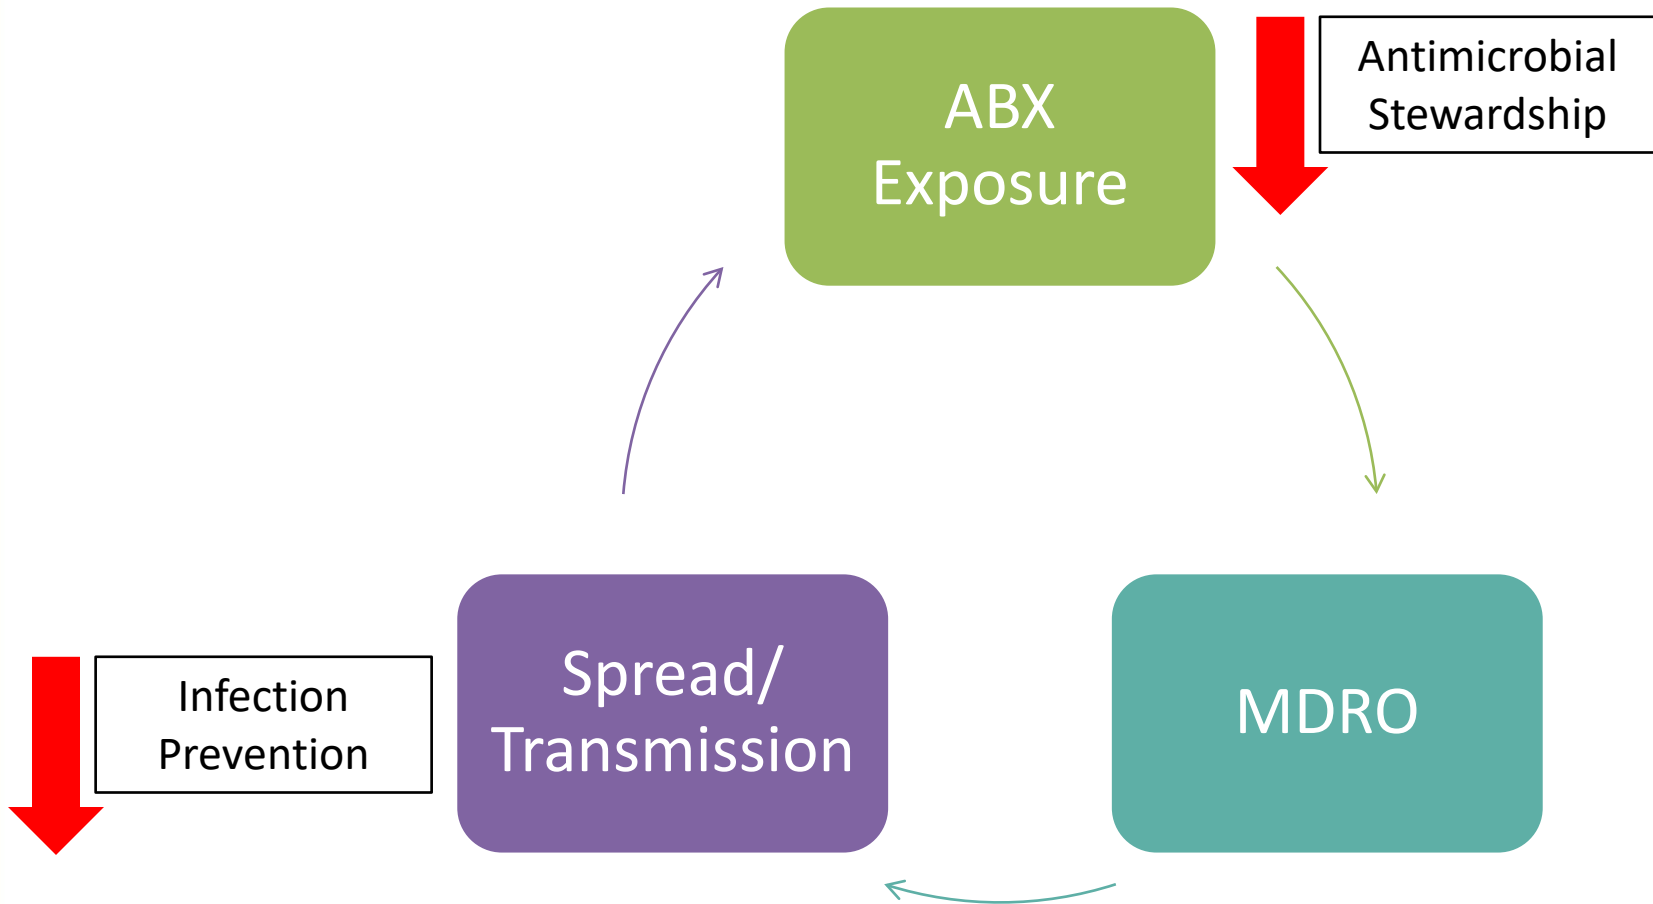 ABX
Exposure
Antimicrobial
Stewardship
Infection
Prevention
Spread/
Transmission
MDRO